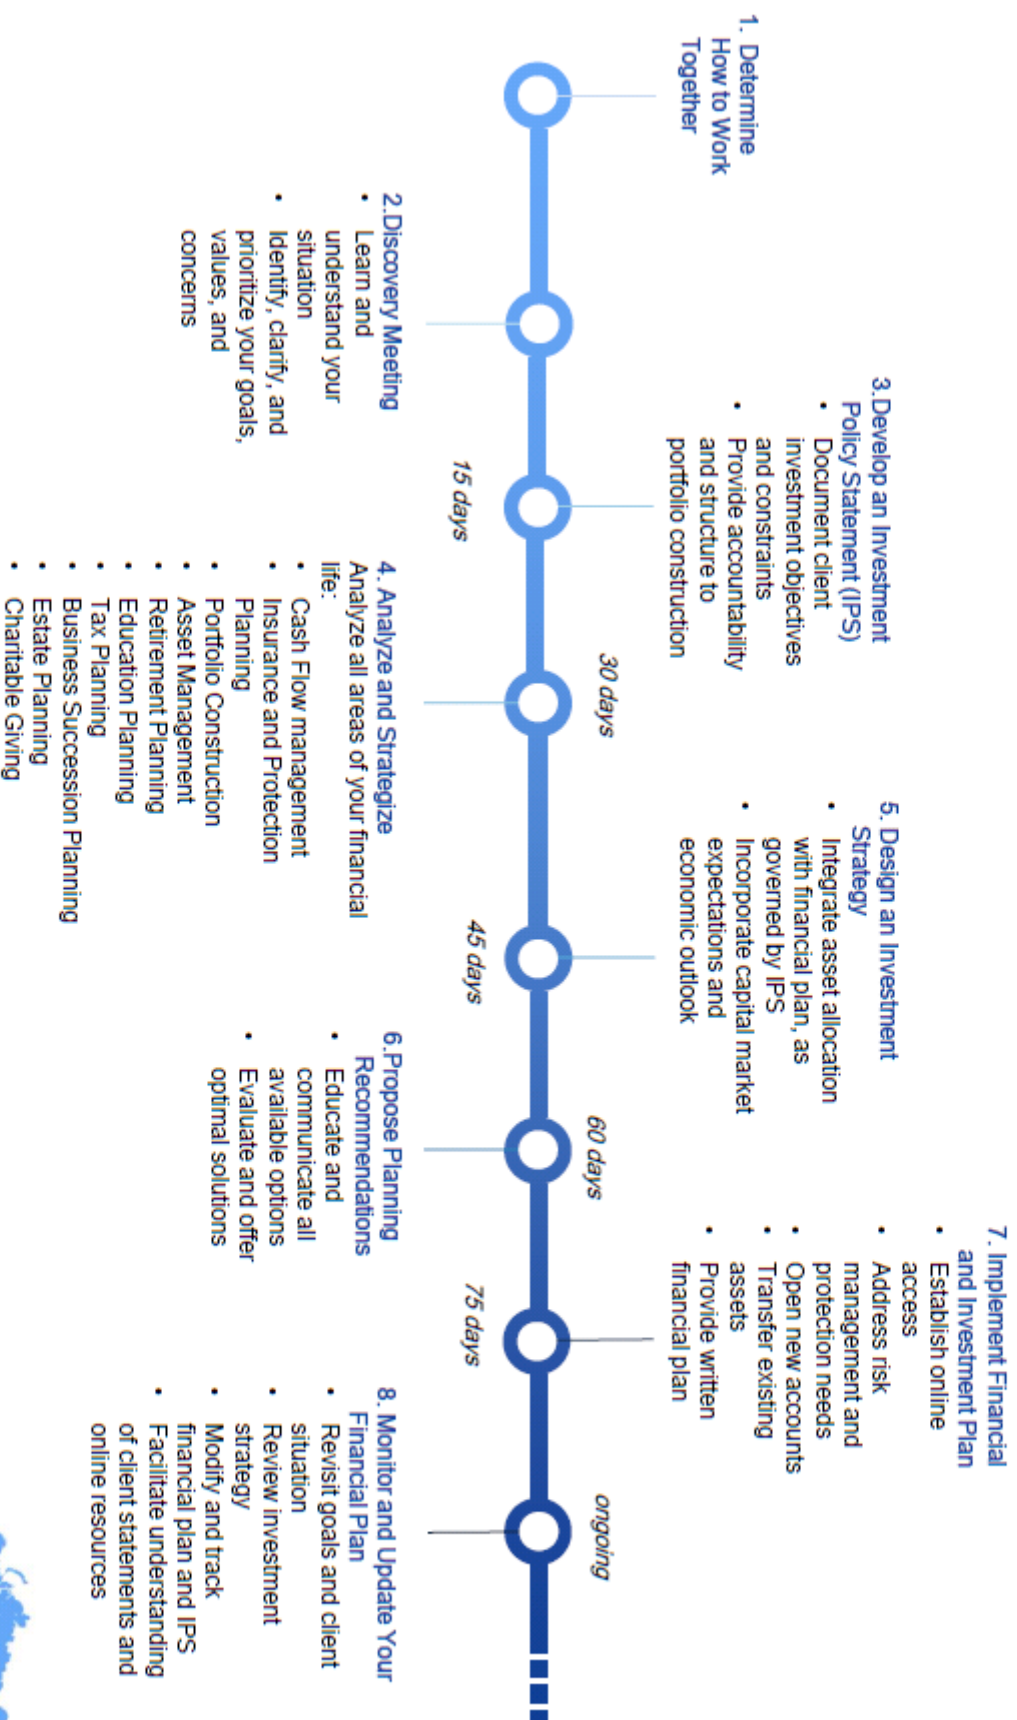 1. Determine
How to Work
Together
2.Discovery Meeting
• Learn and
understand your
situation
• Identify, clarify, and
prioritize your goals,
values, and
concerns
15 days
3.Develop an Investment
Policy Statement (IPS)
• Document client
investment objectives
and constraints
• Provide accountability
and structure to
portfolio construction
30 days
4. Analyze and Strategize
Analyze all areas of your financial
life:
• Cash Flow management
• Insurance and Protection
Planning
• Portfolio Construction
• Asset Management
• Retirement Planning
• Education Planning
• Tax Planning
• Business Succession Planning
• Estate Planning
• Charitable Giving
45 days
5. Design an Investment
Strategy
• Integrate asset allocation
with financial plan, as
governed by IPS
• Incorporate capital market
expectations and
economic outlook
60 days
6.Propose Planning
Recommendations
• Educate and
communicate all
available options
• Evaluate and offer
optimal solutions
75 days
7. Implement Financial
and Investment Plan
• Establish online
access
• Address risk
management and
protection needs
• Open new accounts
• Transfer existing
assets
• Provide written
financial plan
ongoing
8. Monitor and Update Your
Financial Plan
• Revisit goals and client
situation
• Review investment
strategy
• Modify and track
financial plan and IPS
• Facilitate understanding
of client statements and
online resources